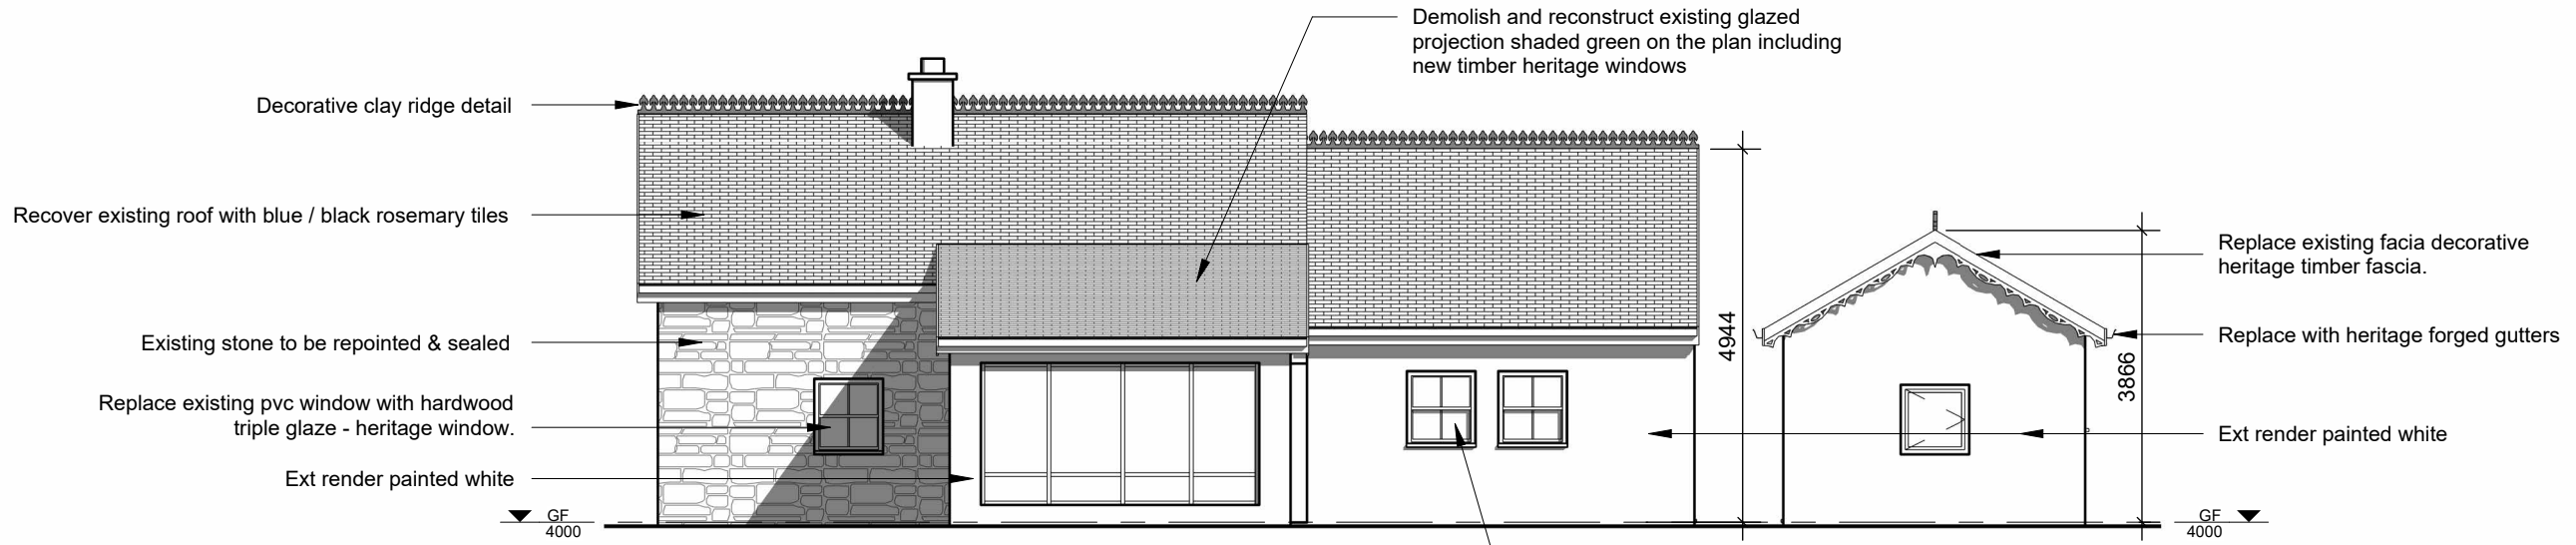 Demolish and reconstruct existing glazed
projection shaded green on the plan including
new timber heritage windows
Decorative clay ridge detail
Recover existing roof with blue / black rosemary tiles
Existing stone to be repointed & sealed
Replace existing pvc window with hardwood
triple glaze - heritage window.
Ext render painted white
GF
4000
4944
3866
Replace existing facia decorative
heritage timber fascia.
Replace with heritage forged gutters
Ext render painted white
GF
4000